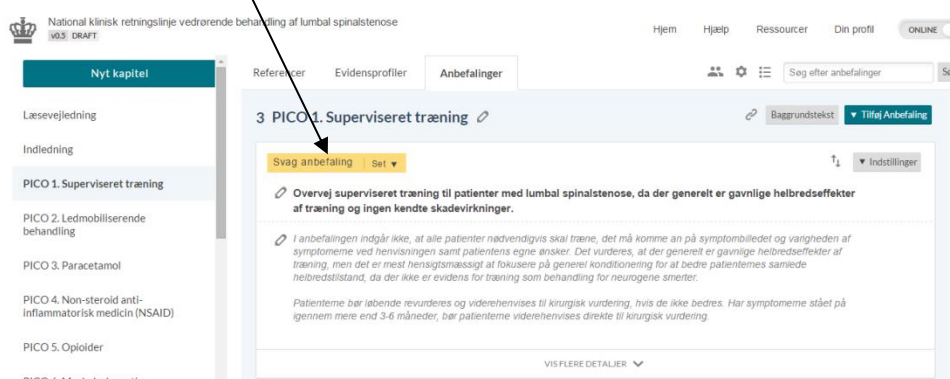 National klinisk retningslinje vedrørende behandling af lumbal spinalstenose
v0.5 DRAFT
Hjem Hjælp Ressourcer Din profil ONLINE
Nyt kapitel
Referencer Evidensprofiler Anbefalinger
Søg efter anbefalinger
Læsevejledning
Indledning
PICO 1. Superviseret træning
PICO 2. Ledmobiliserende
behandling
PICO 3. Paracetamol
PICO 4. Non-steroid anti-
inflammatorisk medicin (NSAID)
PICO 5. Opioider
3 PICO 1. Superviseret træning
Baggrundstekst ▼ Tilføj Anbefaling
Svag anbefaling Set ▼
▼ Indstillinger
Overvej superviseret træning til patienter med lumbal spinalstenose, da der generelt er gavnlige helbredseffekter
af træning og ingen kendte skadevirkninger.
I anbefalingen indgår ikke, at alle patienter nødvendigvis skal træne, det må komme an på symptombilledet og varigheden af
symptomerne ved henvisningen samt patientens egne ønsker. Det vurderes, at der generelt er gavnlige helbredseffekter af
træning, men det er mest hensigtsmæssigt at fokusere på generel konditionering for at bedre patienternes samlede
helbredstilstand, da der ikke er evidens for træning som behandling for neurogene smerter.
Patienterne bør løbende revurderes og viderehenvises til kirurgisk vurdering, hvis de ikke bedres. Har symptomerne stået på
igennem mere end 3-6 måneder, bør patienterne viderehenvises direkte til kirurgisk vurdering.
VIS FLERE DETALJER